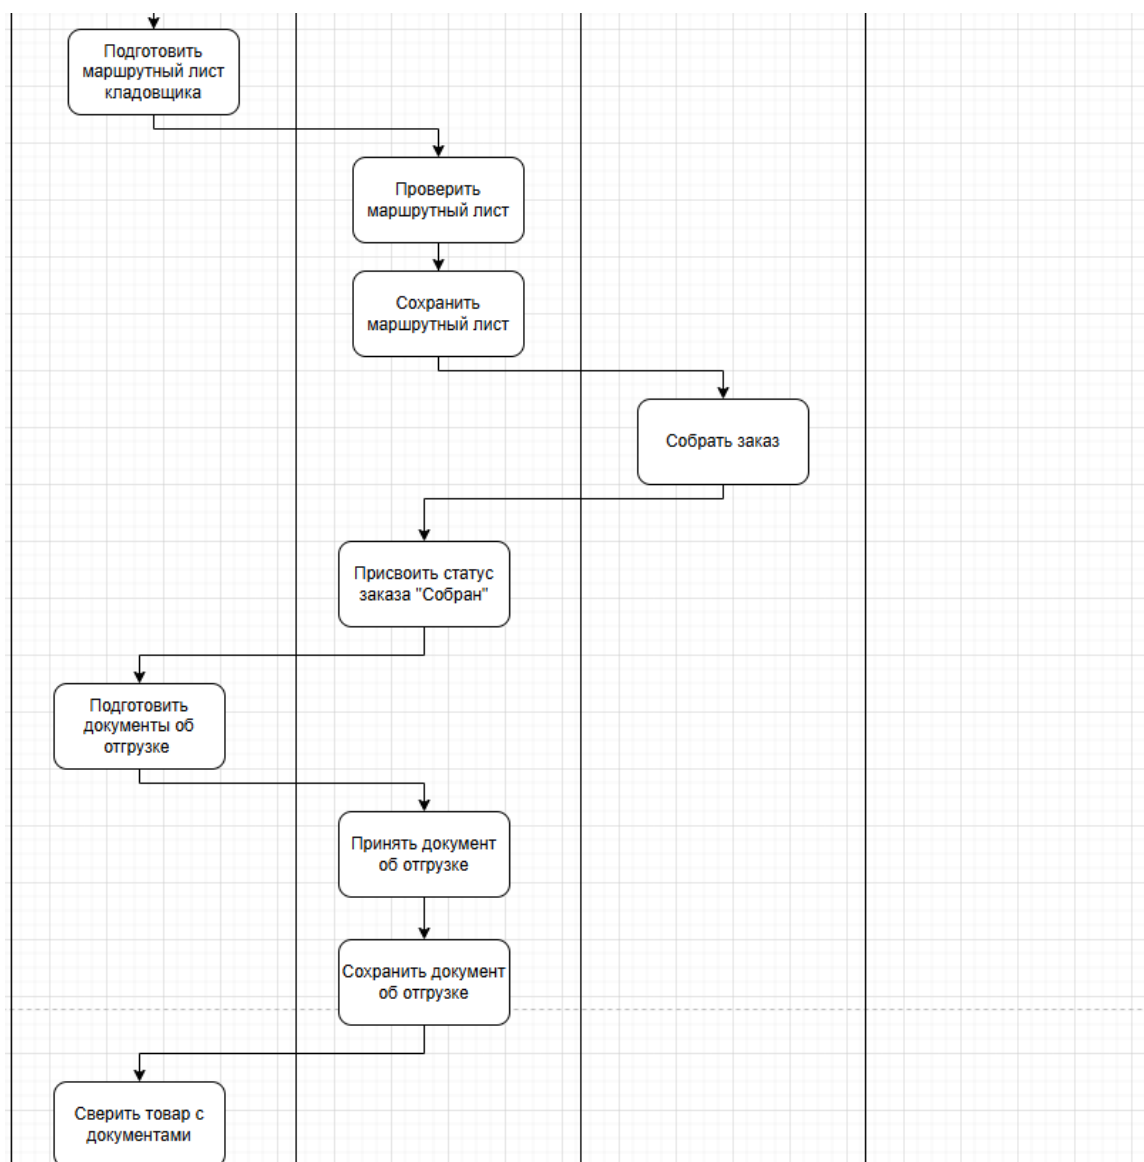 Подготовить
маршрутный лист
кладовщика
Проверить
маршрутный лист
Сохранить
маршрутный лист
Собрать заказ
Присвоить статус
заказа "Собран"
Подготовить
документы об
отгрузке
Принять документ
об отгрузке
Сохранить документ
об отгрузке
Сверить товар с
документами